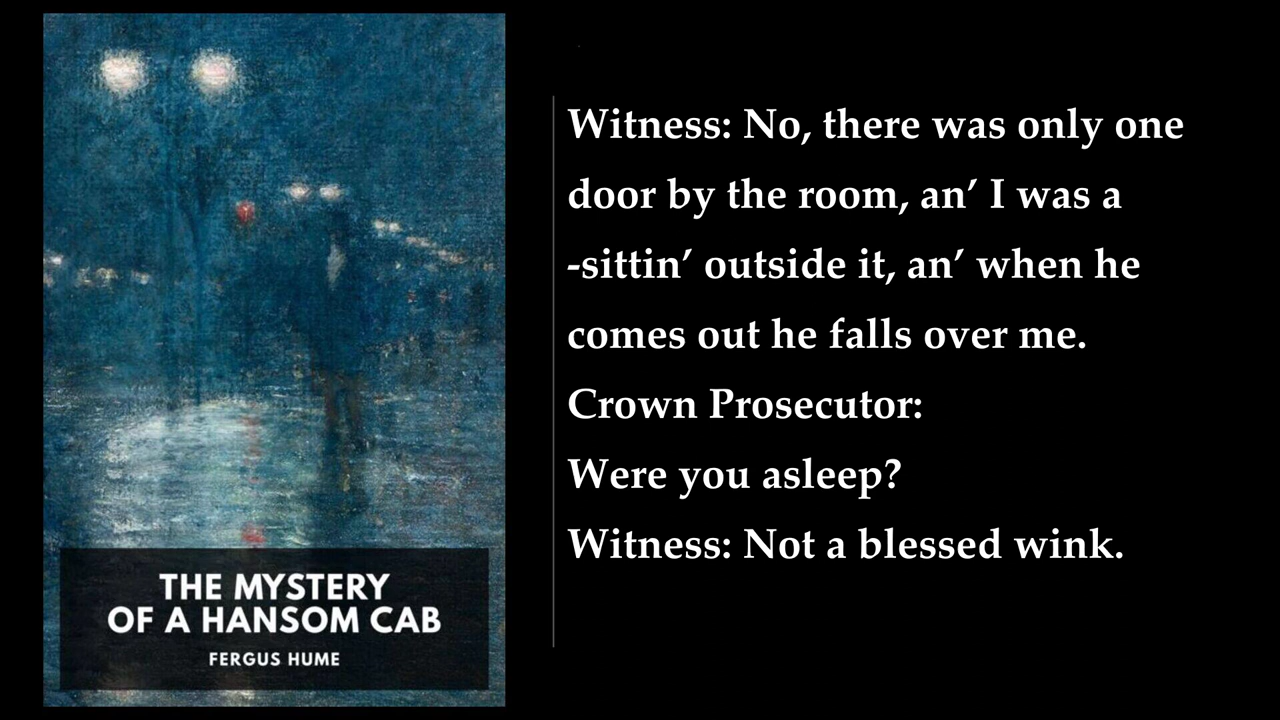 THE MYSTERY
OF A HANSOM CAB
FERGUS HUME
Witness: No, there was only one
door by the room, an’ I was a
-sittin’ outside it, an’ when he
comes out he falls over me.
Crown Prosecutor:
Were you asleep?
Witness: Not a blessed wink.